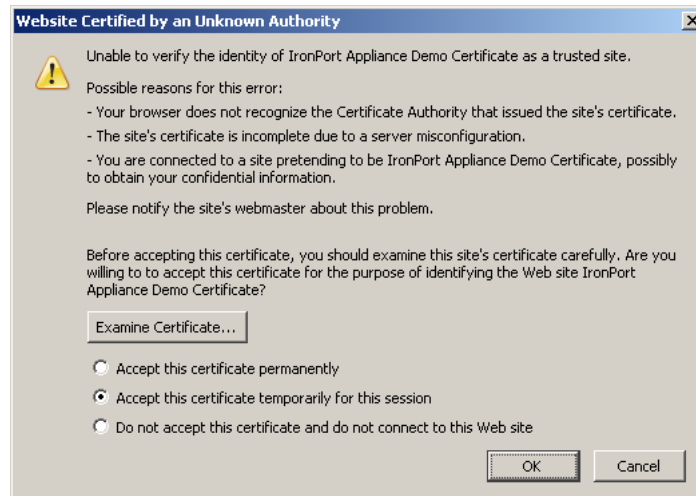 Website Certified by an Unknown Authority
Unable to verify the identity of IronPort Appliance Demo Certificate as a trusted site.
Possible reasons for this error:
- Your browser does not recognize the Certificate Authority that issued the site's certificate.
- The site's certificate is incomplete due to a server misconfiguration.
- You are connected to a site pretending to be IronPort Appliance Demo Certificate, possibly
to obtain your confidential information.
Please notify the site's webmaster about this problem.
Before accepting this certificate, you should examine this site's certificate carefully. Are you
willing to to accept this certificate for the purpose of identifying the Web site IronPort
Appliance Demo Certificate?
Examine Certificate...
Accept this certificate permanently
Accept this certificate temporarily for this session
Do not accept this certificate and do not connect to this Web site
OK Cancel